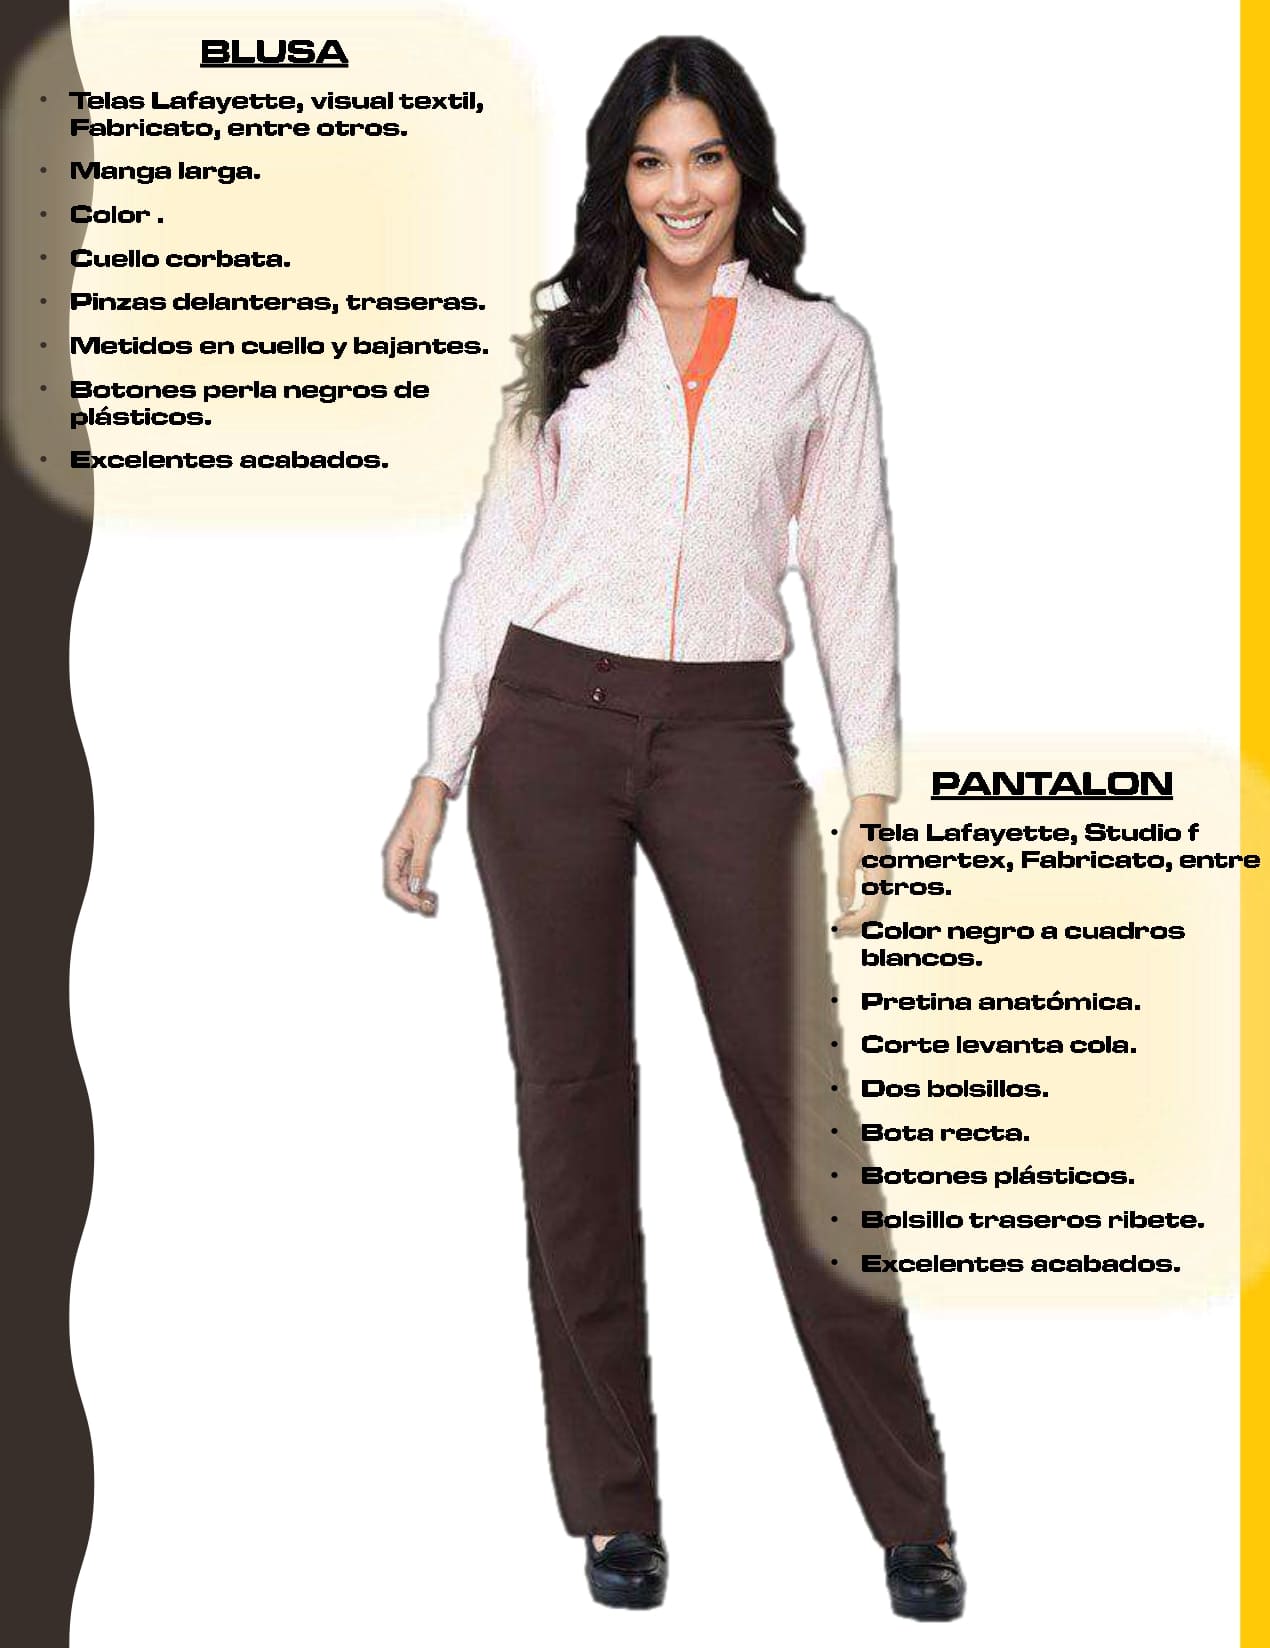 BLUSA
• Telas Lafayette, visual textil,
Fabricato, entre otros.
• Manga larga.
• Color .
• Cuello corbata.
• Pinzas delanteras, traseras.
• Metidos en cuello y bajantes.
• Botones perla negros de
plásticos.
• Excelentes acabados.
PANTALON
• Tela Lafayette, Studio f
comertex, Fabricato, entre
otros.
• Color negro a cuadros
blancos.
• Pretina anatómica.
• Corte levanta cola.
• Dos bolsillos.
• Bota recta.
• Botones plásticos.
• Bolsillo traseros ribete.
• Excelentes acabados.